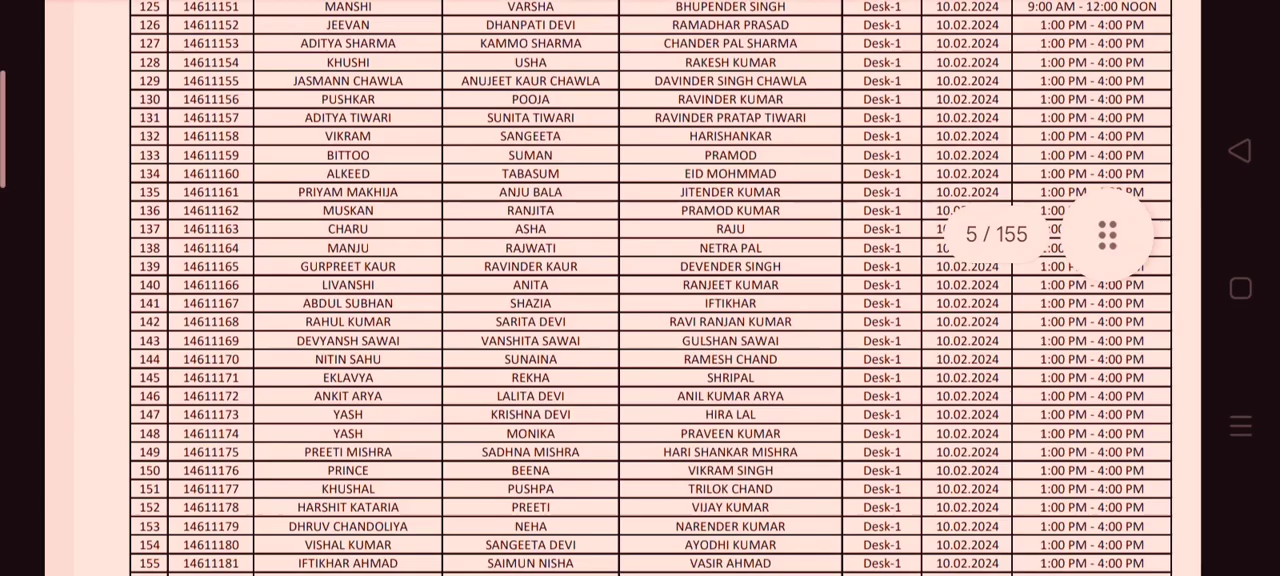 125 14611151 MANSHI VARSHA BHUPENDER SINGH Desk-1 10.02.2024 9:00 AM - 12:00 NOON
126 14611152 JEEVAN DHANPATI DEVI RAMADHAR PRASAD Desk-1 10.02.2024 1:00 PM - 4:00 PM
127 14611153 ADITYA SHARMA KAMMO SHARMA CHANDER PAL SHARMA Desk-1 10.02.2024 1:00 PM - 4:00 PM
128 14611154 KHUSHI USHA RAKESH KUMAR Desk-1 10.02.2024 1:00 PM - 4:00 PM
129 14611155 JASMANN CHAWLA ANUJEET KAUR CHAWLA DAVINDER SINGH CHAWLA Desk-1 10.02.2024 1:00 PM - 4:00 PM
130 14611156 PUSHKAR POOJA RAVINDER KUMAR Desk-1 10.02.2024 1:00 PM - 4:00 PM
131 14611157 ADITYA TIWARI SUNITA TIWARI RAVINDER PRATAP TIWARI Desk-1 10.02.2024 1:00 PM - 4:00 PM
132 14611158 VIKRAM SANGEETA HARISHANKAR Desk-1 10.02.2024 1:00 PM - 4:00 PM
133 14611159 BITTOO SUMAN PRAMOD Desk-1 10.02.2024 1:00 PM - 4:00 PM
134 14611160 ALKEED TABASUM EID MOHMMAD Desk-1 10.02.2024 1:00 PM - 4:00 PM
135 14611161 PRIYAM MAKHIJA ANJU BALA JITENDER KUMAR Desk-1 10.02.2024 1:00 PM PM
136 14611162 MUSKAN RANJITA PRAMOD KUMAR Desk-1 1:00
137 14611163 CHARU ASHA RAJU Desk-1
5 / 155
138 14611164 MANJU RAJWATI NETRA PAL Desk-1
139 14611165 GURPREET KAUR RAVINDER KAUR DEVENDER SINGH Desk-1 10.02.2024 1:00
140 14611166 LIVANSHI ANITA RANJEET KUMAR Desk-1 10.02.2024 1:00 PM - 4:00 PM
141 14611167 ABDUL SUBHAN SHAZIA IFTIKHAR Desk-1 10.02.2024 1:00 PM - 4:00 PM
142 14611168 RAHUL KUMAR SARITA DEVI RAVI RANJAN KUMAR Desk-1 10.02.2024 1:00 PM - 4:00 PM
143 14611169 DEVYANSH SAWAI VANSHITA SAWAI GULSHAN SAWAI Desk-1 10.02.2024 1:00 PM - 4:00 PM
144 14611170 NITIN SAHU SUNAINA RAMESH CHAND Desk-1 10.02.2024 1:00 PM - 4:00 PM
145 14611171 EKLAVYA REKHA SHRIPAL Desk-1 10.02.2024 1:00 PM - 4:00 PM
146 14611172 ANKIT ARYA LALITA DEVI ANIL KUMAR ARYA Desk-1 10.02.2024 1:00 PM - 4:00 PM
147 14611173 YASH KRISHNA DEVI HIRA LAL Desk-1 10.02.2024 1:00 PM - 4:00 PM
148 14611174 YASH MONIKA PRAVEEN KUMAR Desk-1 10.02.2024 1:00 PM - 4:00 PM
149 14611175 PREETI MISHRA SADHNA MISHRA HARI SHANKAR MISHRA Desk-1 10.02.2024 1:00 PM - 4:00 PM
150 14611176 PRINCE BEENA VIKRAM SINGH Desk-1 10.02.2024 1:00 PM - 4:00 PM
151 14611177 KHUSHAL PUSHPA TRILOK CHAND Desk-1 10.02.2024 1:00 PM - 4:00 PM
152 14611178 HARSHIT KATARIA PREETI VIJAY KUMAR Desk-1 10.02.2024 1:00 PM - 4:00 PM
153 14611179 DHRUV CHANDOLIYA NEHA NARENDER KUMAR Desk-1 10.02.2024 1:00 PM - 4:00 PM
154 14611180 VISHAL KUMAR SANGEETA DEVI AYODHI KUMAR Desk-1 10.02.2024 1:00 PM - 4:00 PM
155 14611181 IFTIKHAR AHMAD SAIMUN NISHA VASIR AHMAD Desk-1 10.02.2024 1:00 PM - 4:00 PM